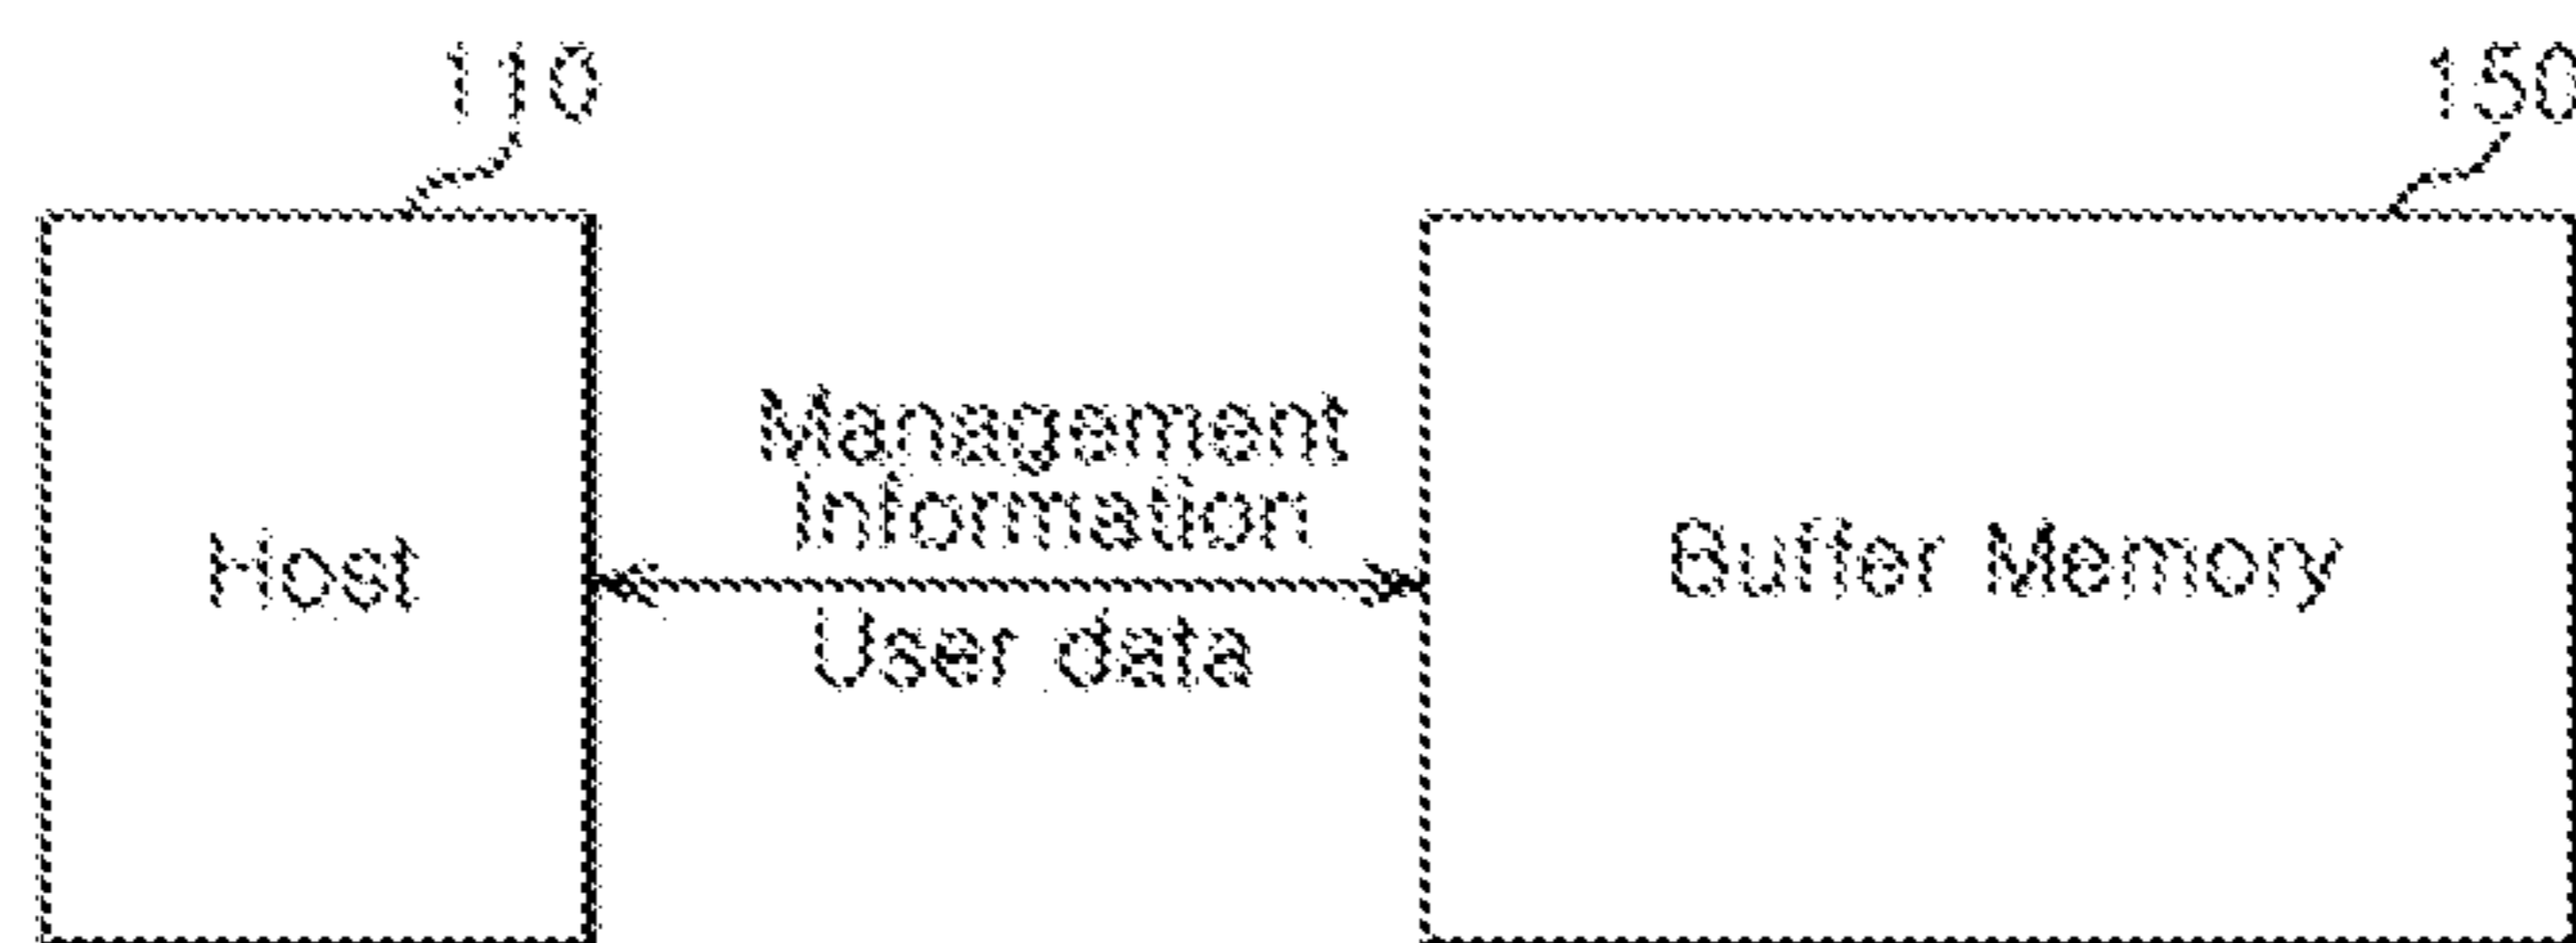 110
150
Management
Information
Host
Buffer Memory
User data